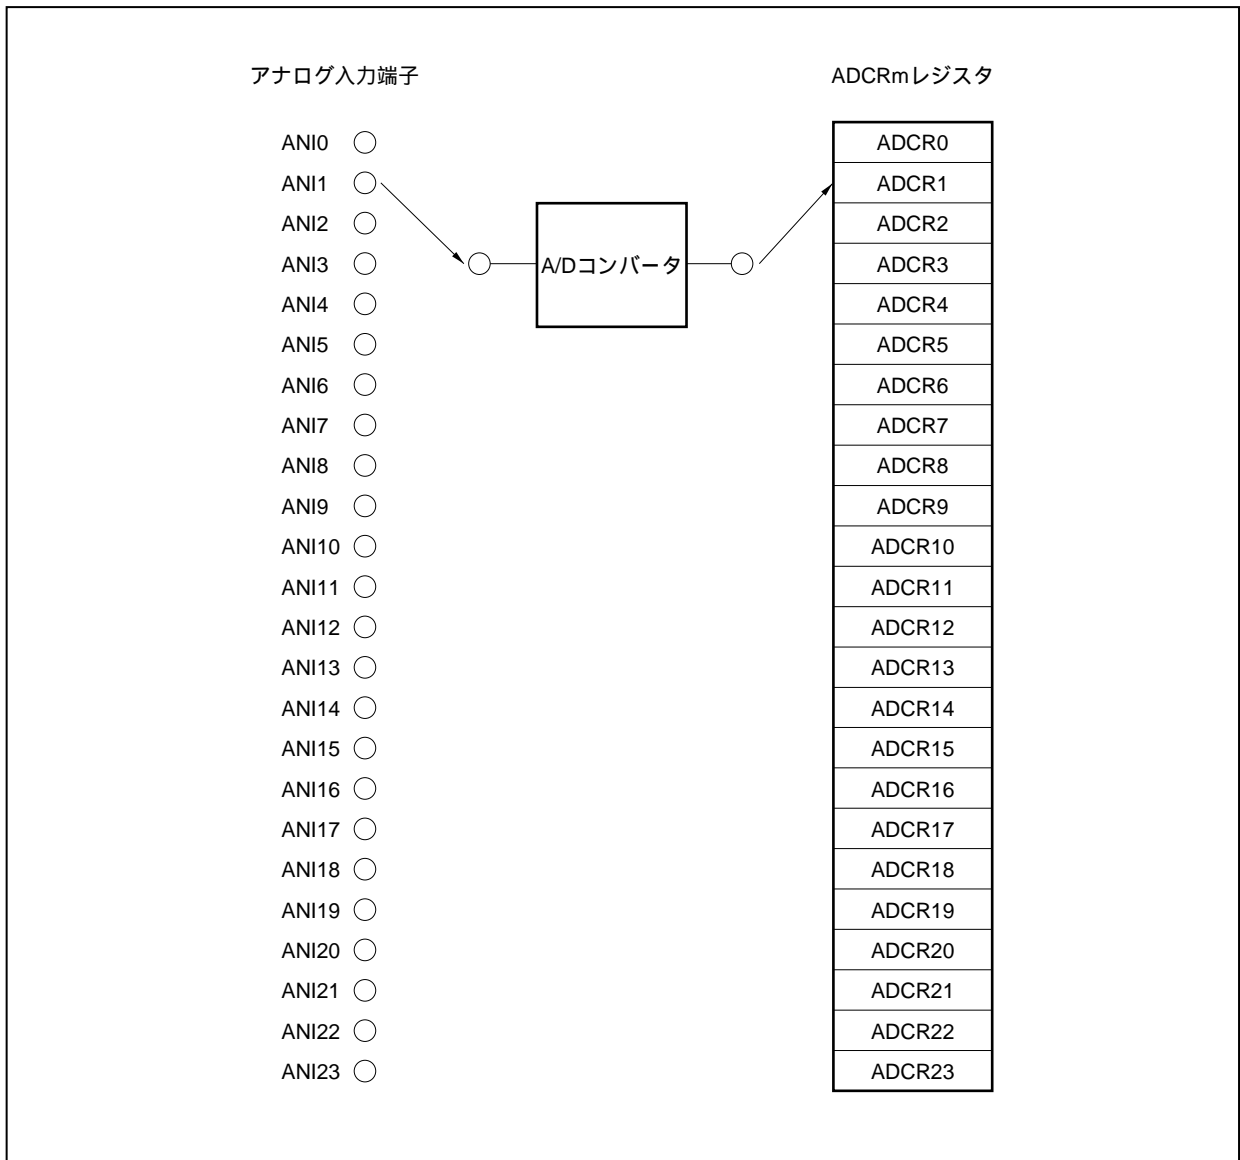 アナログ入力端子 ADCRmレジスタ
ANI0 ADCR0
ANI1 ADCR1
ANI2 ADCR2
ANI3 A/Dコンバータ ADCR3
ANI4 ADCR4
ANI5 ADCR5
ANI6 ADCR6
ANI7 ADCR7
ANI8 ADCR8
ANI9 ADCR9
ANI10 ADCR10
ANI11 ADCR11
ANI12 ADCR12
ANI13 ADCR13
ANI14 ADCR14
ANI15 ADCR15
ANI16 ADCR16
ANI17 ADCR17
ANI18 ADCR18
ANI19 ADCR19
ANI20 ADCR20
ANI21 ADCR21
ANI22 ADCR22
ANI23 ADCR23